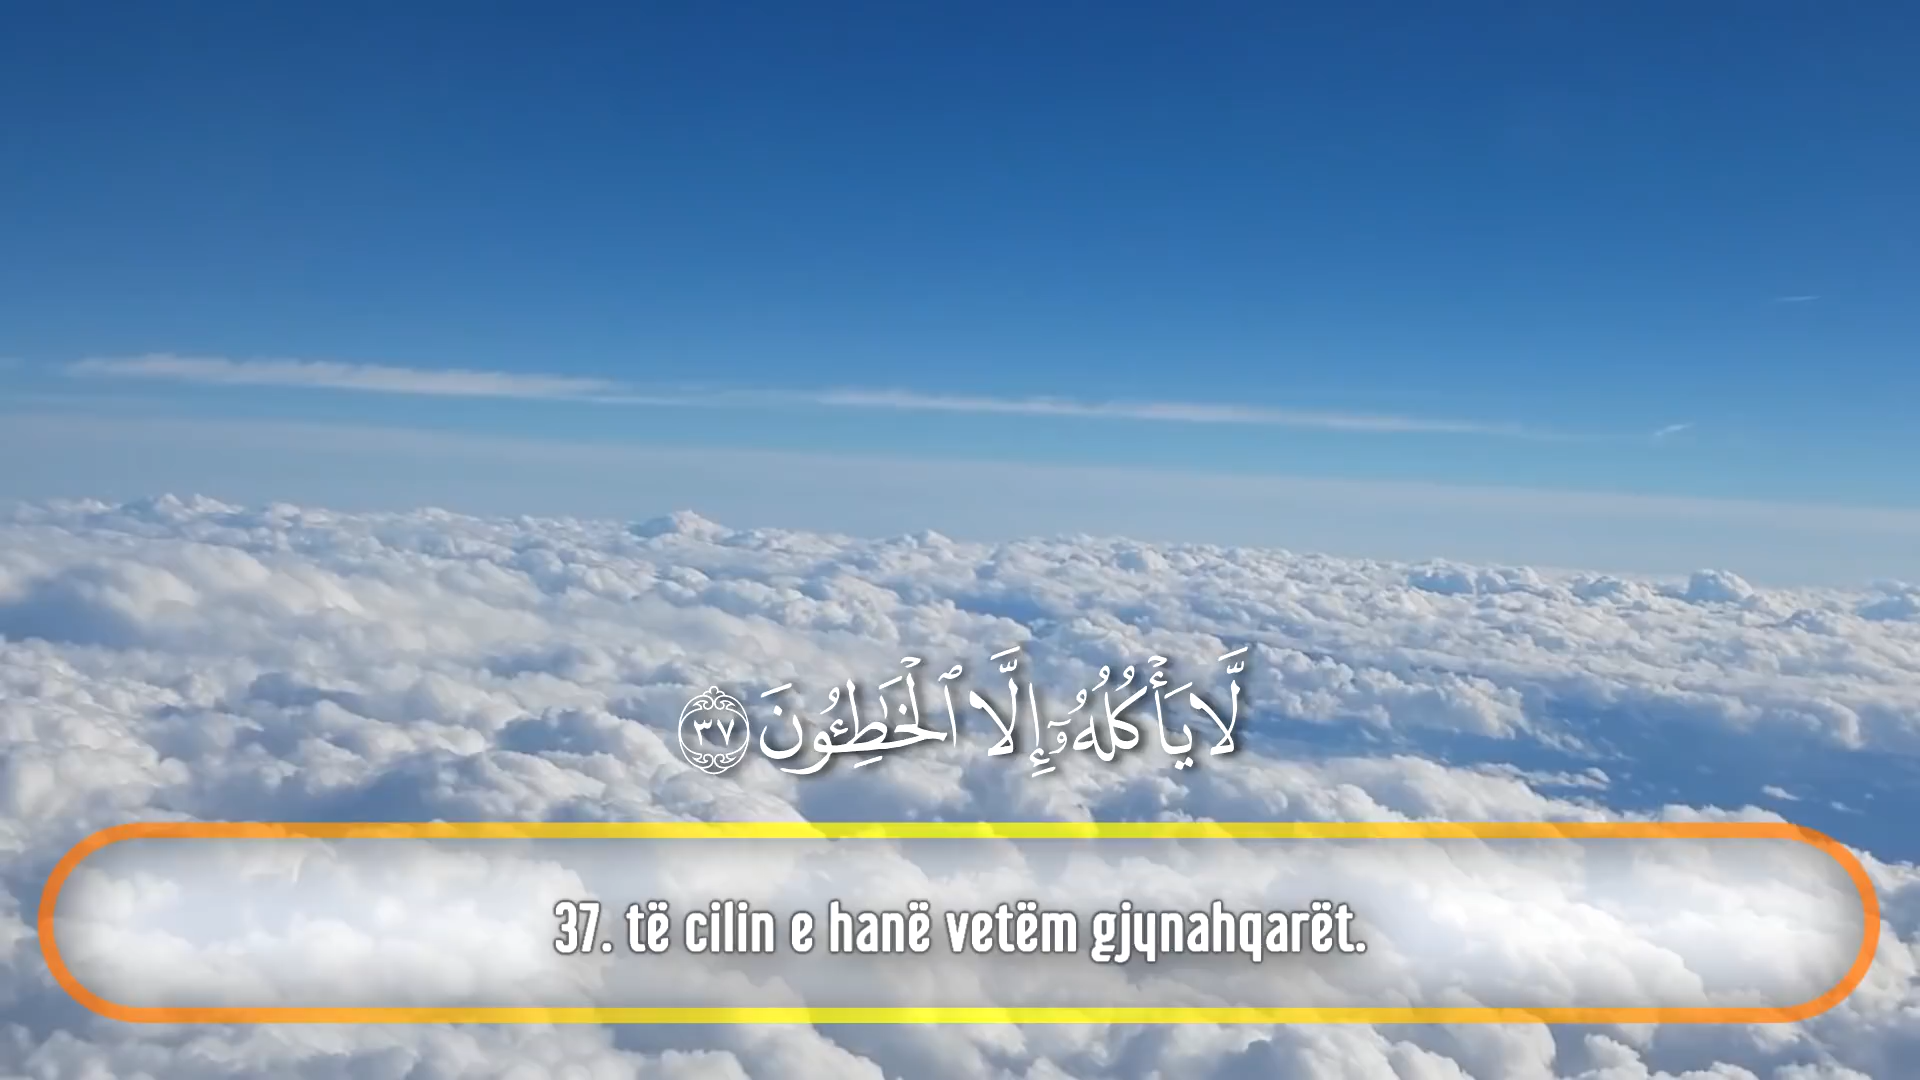 لَّا يَأْكُلُهُۥٓ إِلَّا ٱلْخَٰطِـُٔونَ ٣٧
37. të cilin e hanë vetëm gjynahqarët.